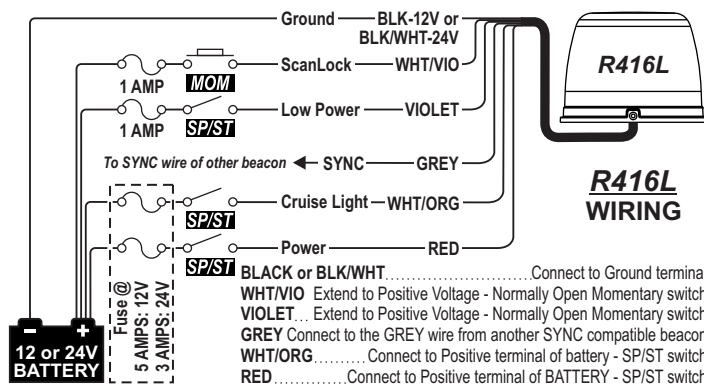 Ground BLK-12V or
BLK/WHT-24V
R416L
ScanLock WHT/VIO
1 AMP MOM
Low Power VIOLET
1 AMP SP/ST
To SYNC wire of other beacon SYNC GREY
R416L
WIRING
Cruise Light WHT/ORG
SP/ST
Power RED
SP/ST
Fuse @
5 AMPS: 12V
3 AMPS: 24V
- +
12 or 24V
BATTERY
BLACK or BLK/WHT..............................Connect to Ground termina
WHT/VIO Extend to Positive Voltage - Normally Open Momentary switch
VIOLET... Extend to Positive Voltage - Normally Open Momentary switch
GREY Connect to the GREY wire from another SYNC compatible beacon
WHT/ORG..........Connect to Positive terminal of battery - SP/ST switch
RED..............Connect to Positive terminal of BATTERY - SP/ST switch